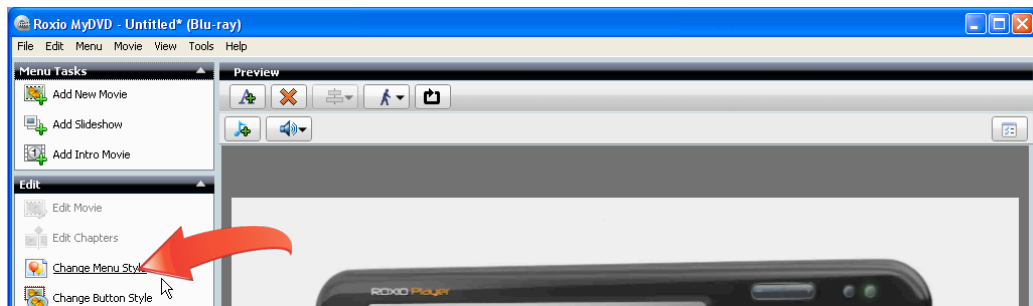 Roxio MyDVD - Untitled* (Blu-ray)
File Edit Menu Movie View Tools Help
Menu Tasks
Add New Movie
Add Slideshow
Add Intro Movie
Edit
Edit Movie
Edit Chapters
Change Menu Style
Change Button Style
Preview
ROXIO Player